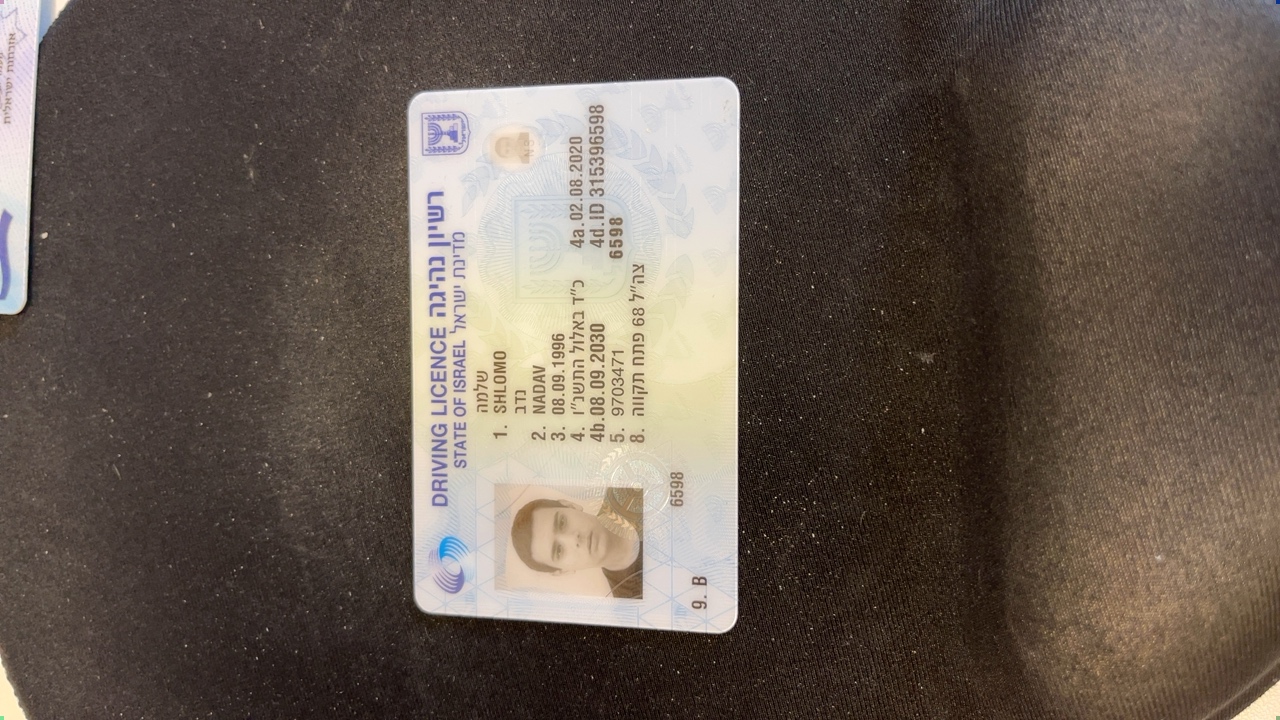 DRIVING LICENCE רשיון נהיגה
STATE OF ISRAEL מדינת ישראל
שלמה
1. SHLOMO
נדב
2. NADAV
3. 08.09.1996
4. כ"ד באלול התשנ"ו 4a.02.08.2020
4b.08.09.2030 4d.ID 315396598
5. 9703471 6598
8. צה"ל 68 פתח תקווה
6598
9. B
אזרחות ישראלית